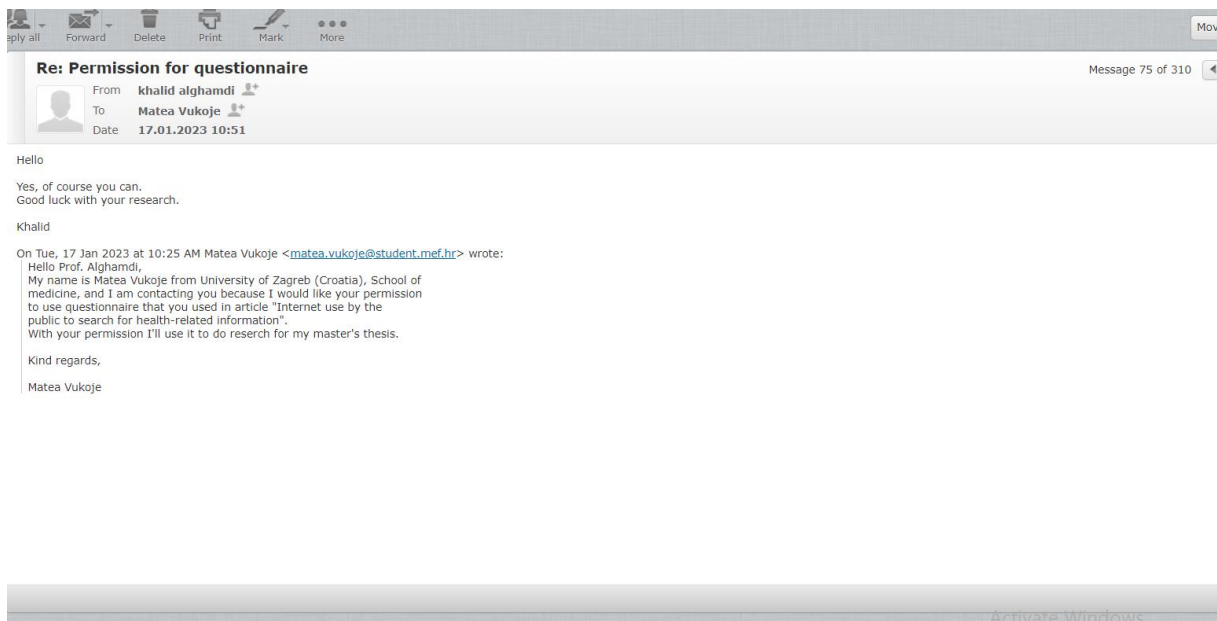 eply all Forward Delete Print Mark More Mov
Re: Permission for questionnaire Message 75 of 310
From khalid alghamdi
To Matea Vukoje
Date 17.01.2023 10:51
Hello
Yes, of course you can.
Good luck with your research.
Khalid
On Tue, 17 Jan 2023 at 10:25 AM Matea Vukoje <matea.vukoje@student.mef.hr> wrote:
Hello Prof. Alghamdi,
My name is Matea Vukoje from University of Zagreb (Croatia), School of
medicine, and I am contacting you because I would like your permission
to use questionnaire that you used in article "Internet use by the
public to search for health-related information".
With your permission I'll use it to do reserch for my master's thesis.
Kind regards,
Matea Vukoje
Activate Windows